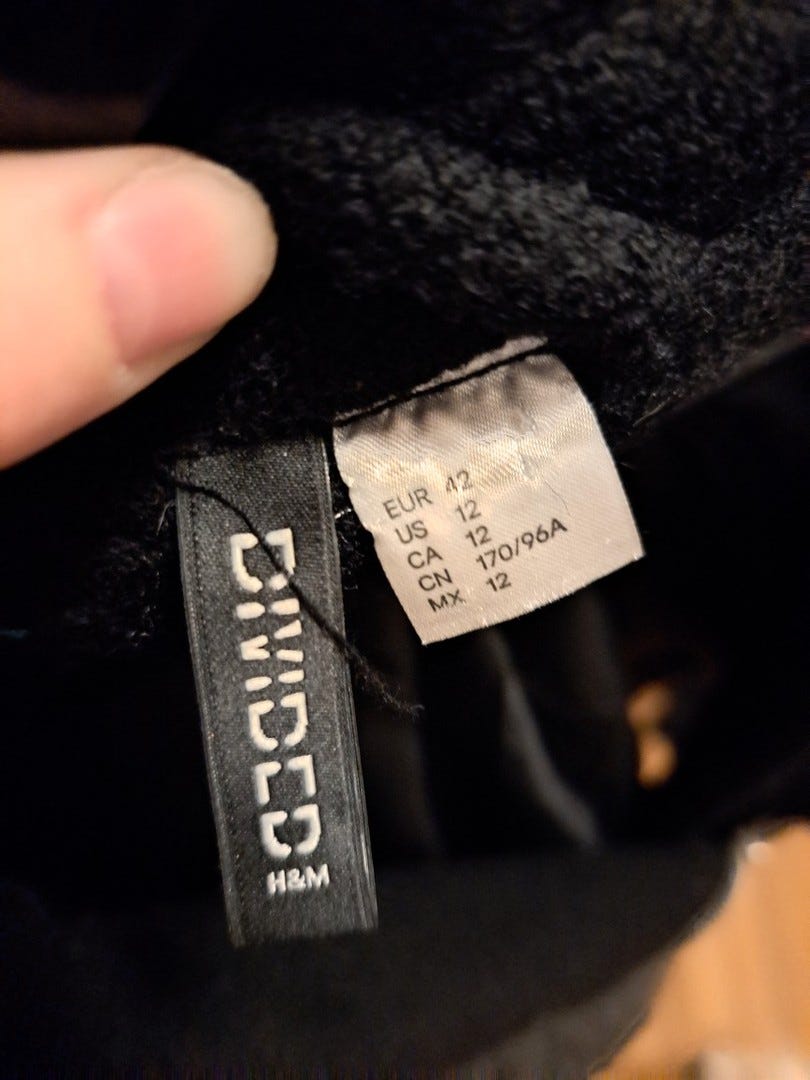 DIVIDED
H&M
EUR 42
US 12
CA 12
CN 170/96A
MX 12